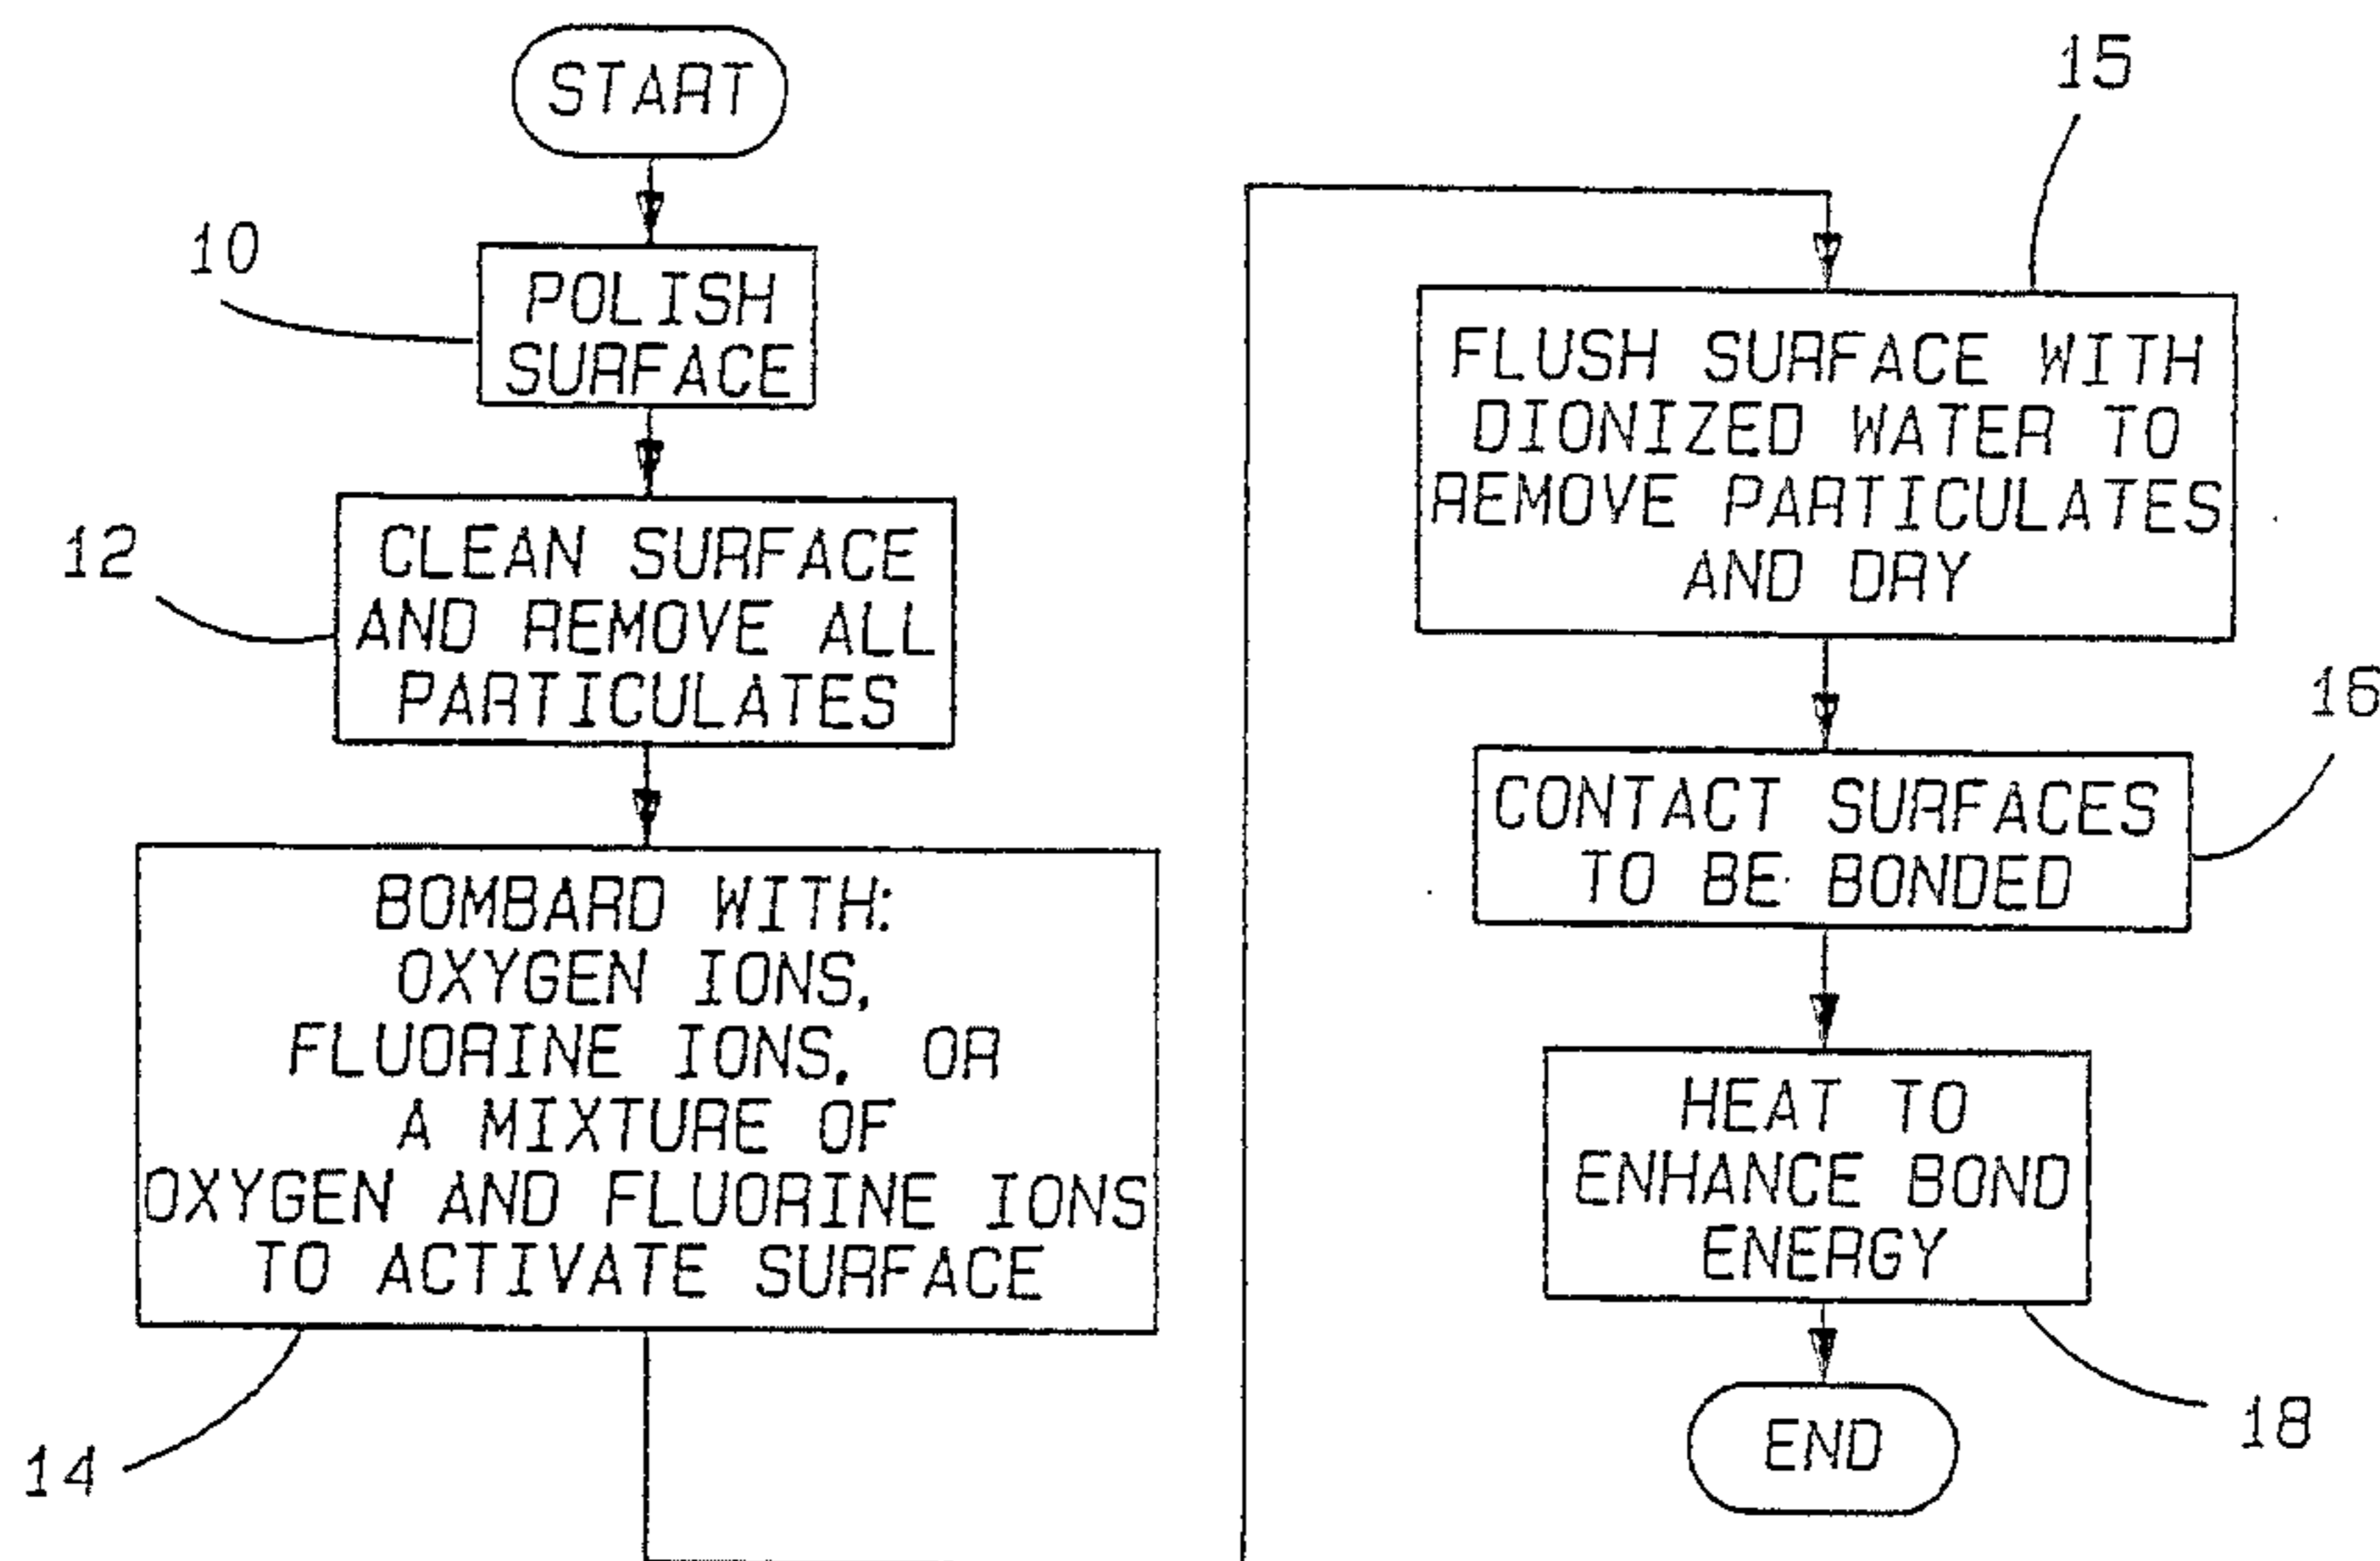 START
10
POLISH
SURFACE
12
CLEAN SURFACE
AND REMOVE ALL
PARTICULATES
BOMBARD WITH:
OXYGEN IONS,
FLUORINE IONS, OR
A MIXTURE OF
OXYGEN AND FLUORINE IONS
TO ACTIVATE SURFACE
14
15
FLUSH SURFACE WITH
DIONIZED WATER TO
REMOVE PARTICULATES
AND DRY
16
CONTACT SURFACES
TO BE BONDED
HEAT TO
ENHANCE BOND
ENERGY
18
END